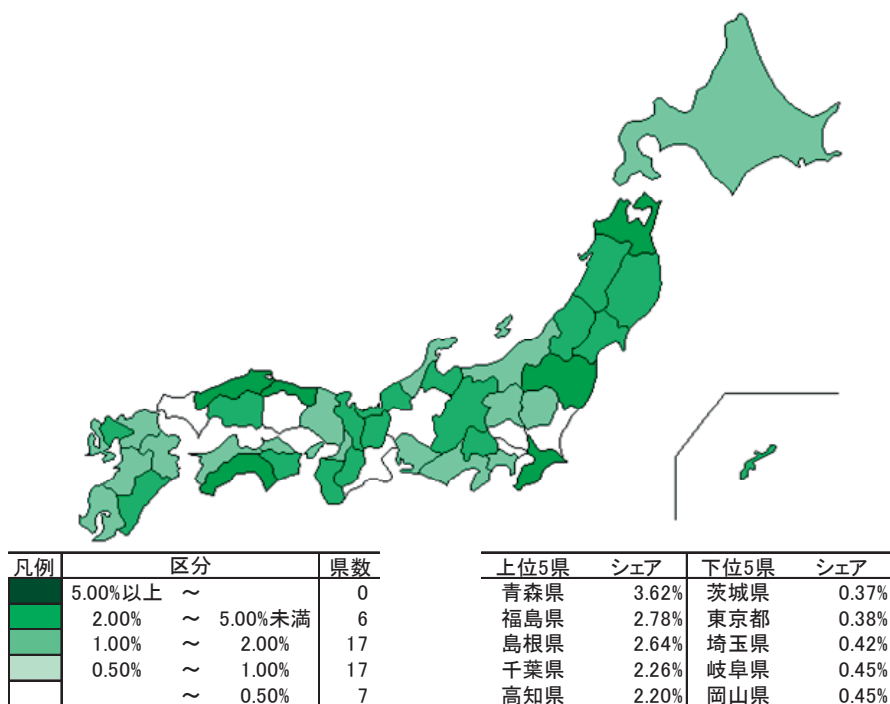 凡例 区分 県数
5.00%以上 ～ 0
2.00% ～ 5.00%未満 6
1.00% ～ 2.00% 17
0.50% ～ 1.00% 17
～ 0.50% 7
上位5県 シェア 下位5県 シェア
青森県 3.62% 茨城県 0.37%
福島県 2.78% 東京都 0.38%
島根県 2.64% 埼玉県 0.42%
千葉県 2.26% 岐阜県 0.45%
高知県 2.20% 岡山県 0.45%